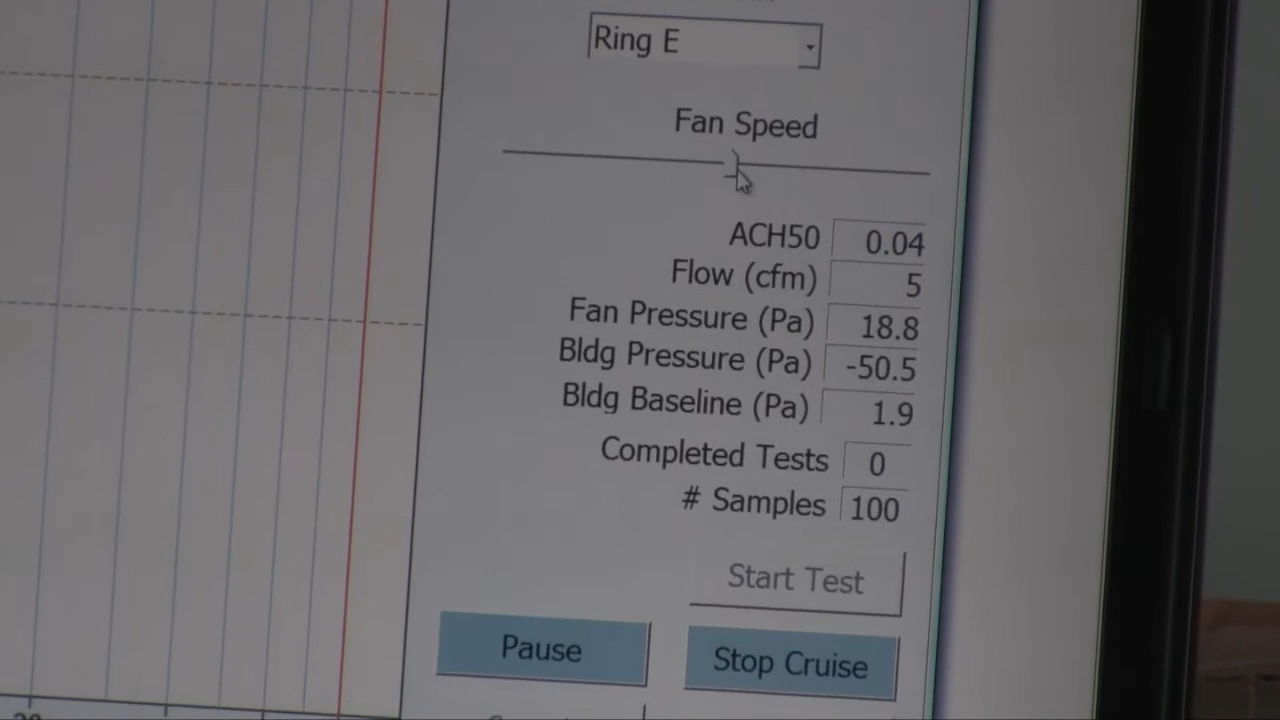 Ring E
Fan Speed
ACH50 0.04
Flow (cfm) 5
Fan Pressure (Pa) 18.8
Bldg Pressure (Pa) -50.5
Bldg Baseline (Pa) 1.9
Completed Tests 0
# Samples 100
Start Test
Pause Stop Cruise